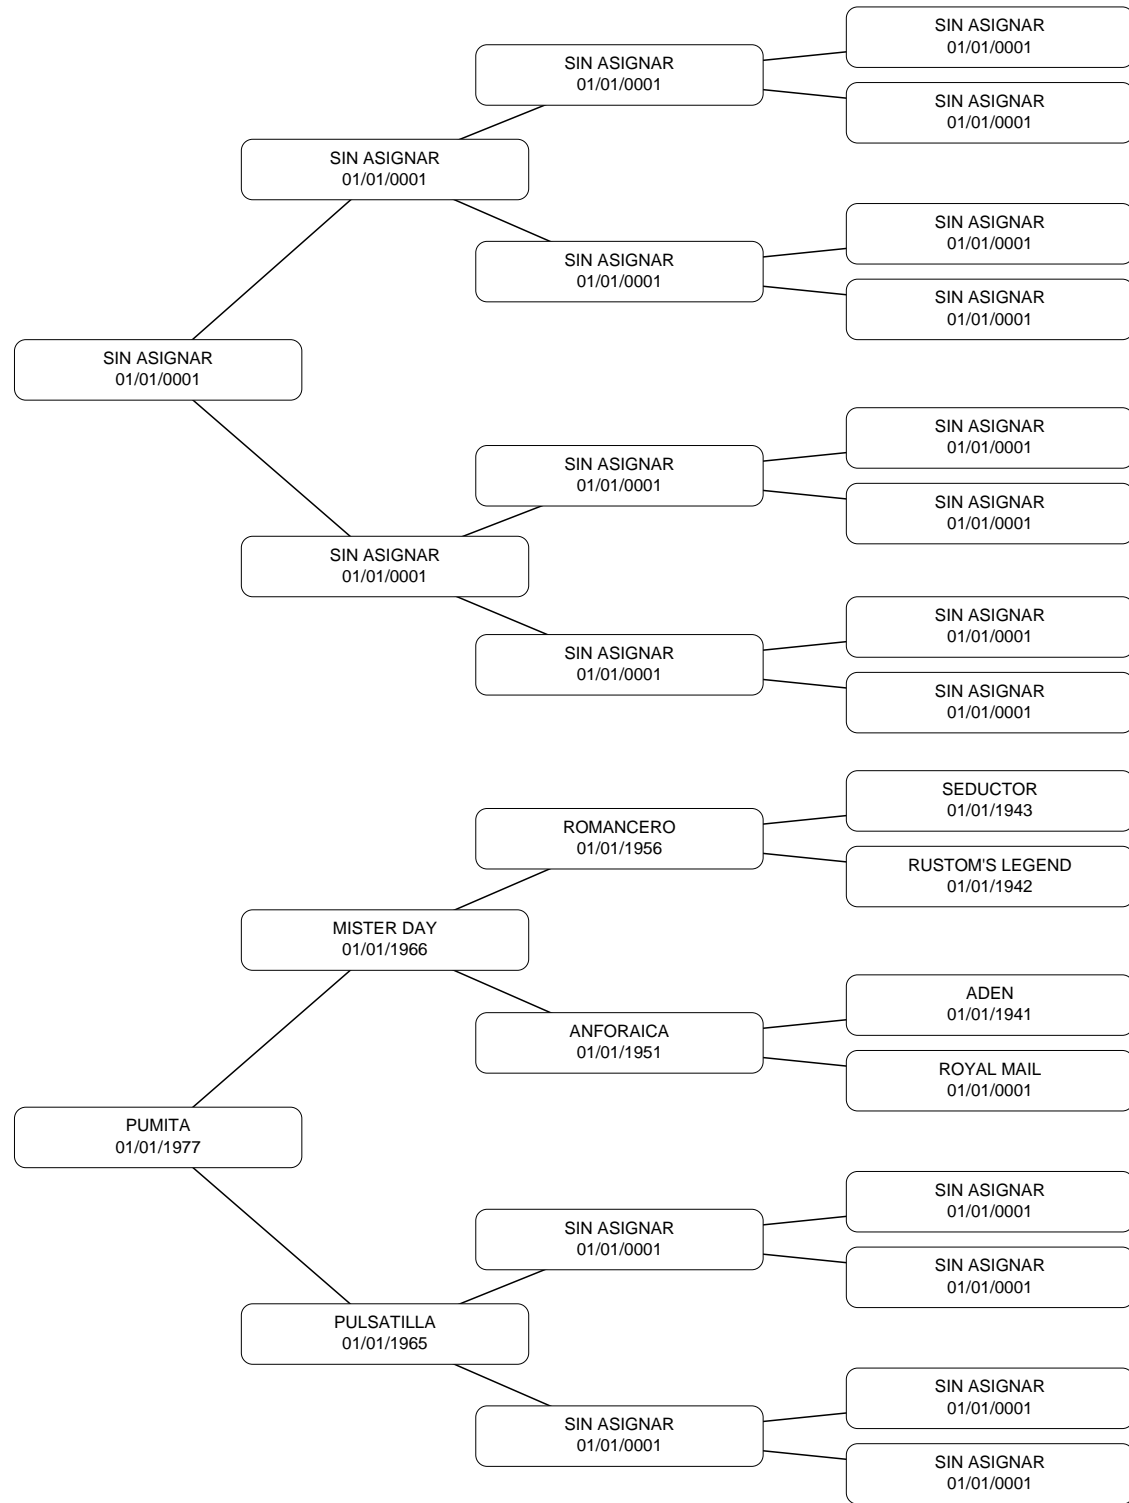 SIN ASIGNAR
01/01/0001
SIN ASIGNAR
01/01/0001
SIN ASIGNAR
01/01/0001
SIN ASIGNAR
01/01/0001
SIN ASIGNAR
01/01/0001
SIN ASIGNAR
01/01/0001
SIN ASIGNAR
01/01/0001
SIN ASIGNAR
01/01/0001
SIN ASIGNAR
01/01/0001
SIN ASIGNAR
01/01/0001
SIN ASIGNAR
01/01/0001
SIN ASIGNAR
01/01/0001
SIN ASIGNAR
01/01/0001
SIN ASIGNAR
01/01/0001
SIN ASIGNAR
01/01/0001
SEDUCTOR
01/01/1943
ROMANCERO
01/01/1956
RUSTOM'S LEGEND
01/01/1942
MISTER DAY
01/01/1966
ADEN
01/01/1941
ANFORAICA
01/01/1951
ROYAL MAIL
01/01/0001
PUMITA
01/01/1977
SIN ASIGNAR
01/01/0001
SIN ASIGNAR
01/01/0001
SIN ASIGNAR
01/01/0001
PULSATILLA
01/01/1965
SIN ASIGNAR
01/01/0001
SIN ASIGNAR
01/01/0001
SIN ASIGNAR
01/01/0001